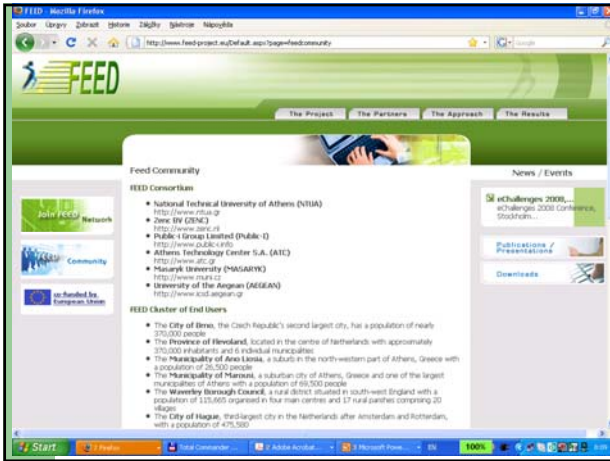 FEED - Mozilla Firefox
Soubor Úpravy Zobrazit Historie Záložky Nástroje Nápověda
http://www.feed-project.eu/Default.aspx?page=feedcommunity
Google
FEED
The Project The Partners The Approach The Results
Feed Community
FEED Consortium
National Technical University of Athens (NTUA)
http://www.ntua.gr
Zenc BV (ZENC)
http://www.zenc.nl
Public-i Group Limited (Public-I)
http://www.public-i.info
Athens Technology Center S.A. (ATC)
http://www.atc.gr
Masaryk University (MASARYK)
http://www.muni.cz
University of the Aegean (AEGEAN)
http://www.icsd.aegean.gr
FEED Cluster of End Users
The City of Brno, the Czech Republic's second largest city, has a population of nearly
370,000 people
The Province of Flevoland, located in the centre of Netherlands with approximately
370,000 inhabitants and 6 individual municipalities
The Municipality of Ano Liosia, a suburb in the north-western part of Athens, Greece with
a population of 26,500 people
The Municipality of Marousi, a suburban city of Athens, Greece and one of the largest
municipalities of Athens with a population of 69,500 people
The Waverley Borough Council, a rural district situated in south-west England with a
population of 115,665 organised in four main centres and 17 rural parishes comprising 20
villages
The City of Hague, third-largest city in the Netherlands after Amsterdam and Rotterdam,
with a population of 475,580
Join FEED Network
Community
co-funded by
European Union
News / Events
eChallenges 2008,...
eChallenges 2008 Conference,
Stockholm...
Publications /
Presentations
Downloads
Start
2 Firefox
Total Commander ...
2 Adobe Acrobat...
3 Microsoft Powe...
EN
100%